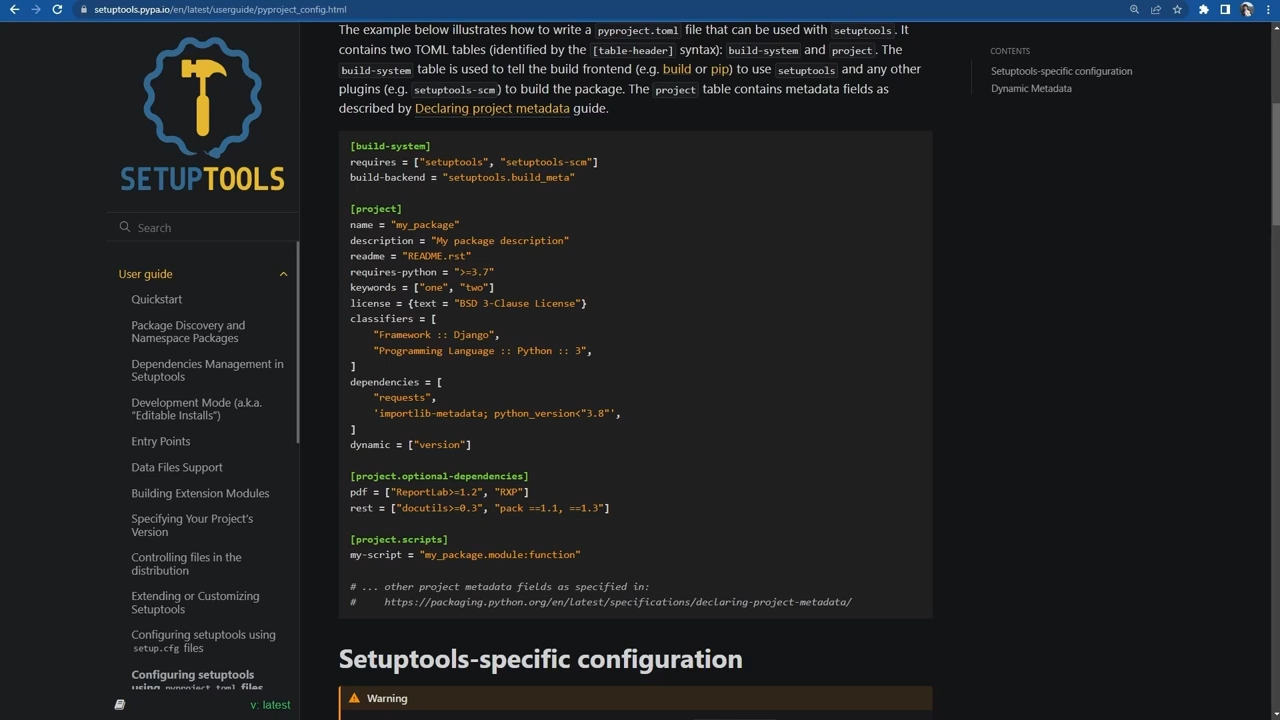 setuptools.pypa.io/en/latest/userguide/pyproject_config.html
SETUPTOOLS
Search
User guide
Quickstart
Package Discovery and
Namespace Packages
Dependencies Management in
Setuptools
Development Mode (a.k.a.
“Editable Installs”)
Entry Points
Data Files Support
Building Extension Modules
Specifying Your Project’s
Version
Controlling files in the
distribution
Extending or Customizing
Setuptools
Configuring setuptools using
setup.cfg files
Configuring setuptools
using pyproject.toml files
v: latest
The example below illustrates how to write a pyproject.toml file that can be used with setuptools. It
contains two TOML tables (identified by the [table-header] syntax): build-system and project. The
build-system table is used to tell the build frontend (e.g. build or pip) to use setuptools and any other
plugins (e.g. setuptools-scm) to build the package. The project table contains metadata fields as
described by Declaring project metadata guide.
[build-system]
requires = ["setuptools", "setuptools-scm"]
build-backend = "setuptools.build_meta"
[project]
name = "my_package"
description = "My package description"
readme = "README.rst"
requires-python = ">=3.7"
keywords = ["one", "two"]
license = {text = "BSD 3-Clause License"}
classifiers = [
"Framework :: Django",
"Programming Language :: Python :: 3",
]
dependencies = [
"requests",
'importlib-metadata; python_version<"3.8"',
]
dynamic = ["version"]
[project.optional-dependencies]
pdf = ["ReportLab>=1.2", "RXP"]
rest = ["docutils>=0.3", "pack ==1.1, ==1.3"]
[project.scripts]
my-script = "my_package.module:function"
# ... other project metadata fields as specified in:
#     https://packaging.python.org/en/latest/specifications/declaring-project-metadata/
Setuptools-specific configuration
Warning
CONTENTS
Setuptools-specific configuration
Dynamic Metadata